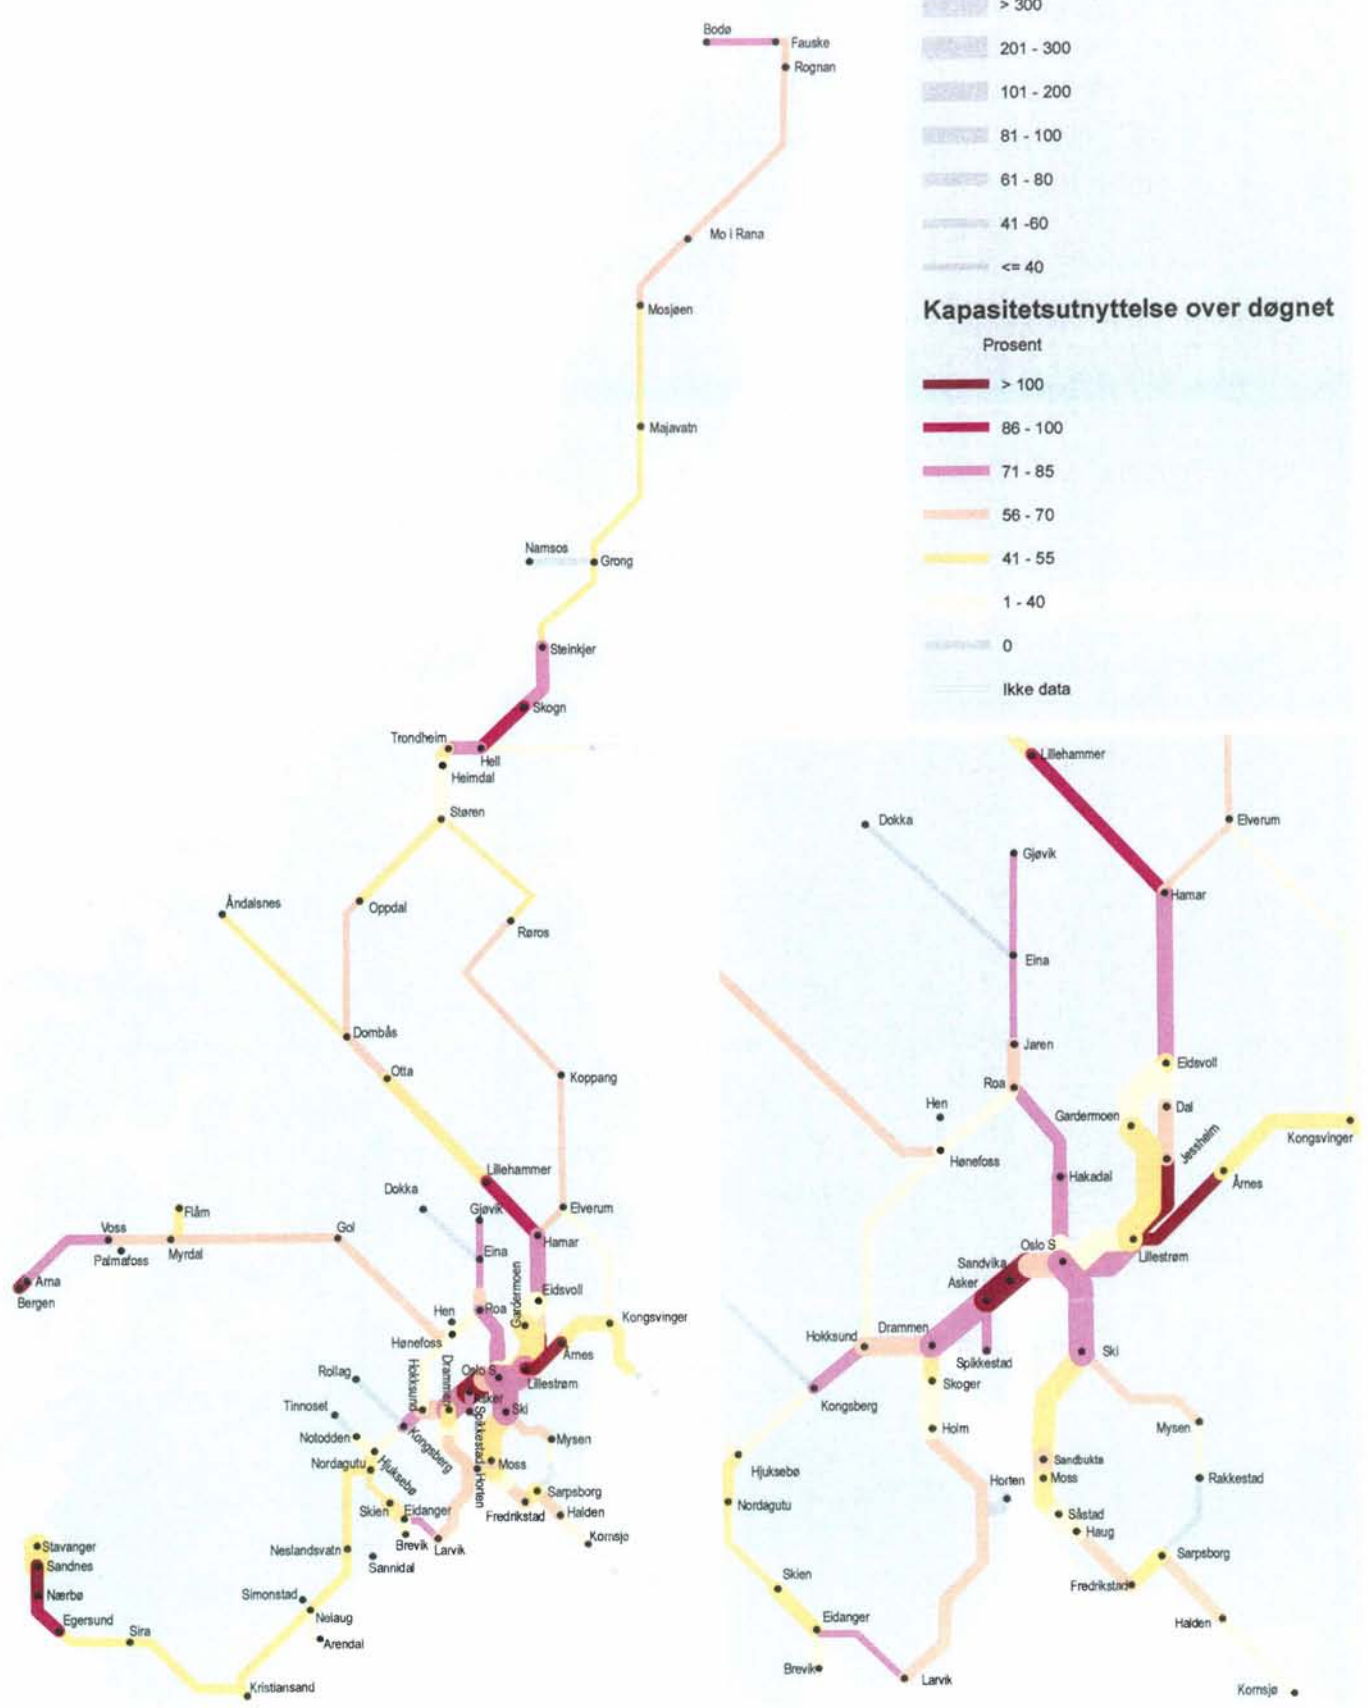 > 300
201 - 300
101 - 200
81 - 100
61 - 80
41 -60
<= 40
Kapasitetsutnyttelse over døgnet
Prosent
> 100
86 - 100
71 - 85
56 - 70
41 - 55
1 - 40
0
Ikke data
Bodø
Fauske
Rognan
Mo i Rana
Mosjøen
Majavatn
Namsos
Grong
Steinkjer
Skogn
Trondheim
Hell
Heimdal
Støren
Åndalsnes
Oppdal
Røros
Dombås
Otta
Koppang
Lillehammer
Dokka
Gjøvik
Elverum
Hamar
Flåm
Voss
Palmafoss
Myrdal
Gol
Eina
Gardermoen
Eidsvoll
Arna
Bergen
Hen
Roa
Kongsvinger
Hønefoss
Årnes
Rollag
Hokksund
Drammen
Oslo S
Lillestrøm
Asker
Spikkestad
Ski
Tinnoset
Notodden
Kongsberg
Mysen
Nordagutu
Hjuksebø
Horten
Moss
Skien
Eidanger
Sarpsborg
Fredrikstad
Halden
Brevik
Larvik
Kornsjø
Stavanger
Sandnes
Neslandsvatn
Sannidal
Nærbø
Simonstad
Nelaug
Egersund
Sira
Arendal
Kristiansand
Lillehammer
Dokka
Elverum
Gjøvik
Hamar
Eina
Jaren
Roa
Eidsvoll
Hen
Dal
Gardermoen
Jessheim
Kongsvinger
Hønefoss
Hakadal
Årnes
Oslo S
Sandvika
Lillestrøm
Asker
Hokksund
Drammen
Spikkestad
Ski
Skoger
Kongsberg
Holm
Mysen
Hjuksebø
Sandbukta
Moss
Rakkestad
Horten
Nordagutu
Såstad
Haug
Sarpsborg
Skien
Fredrikstad
Eidanger
Halden
Brevik
Larvik
Kornsjø